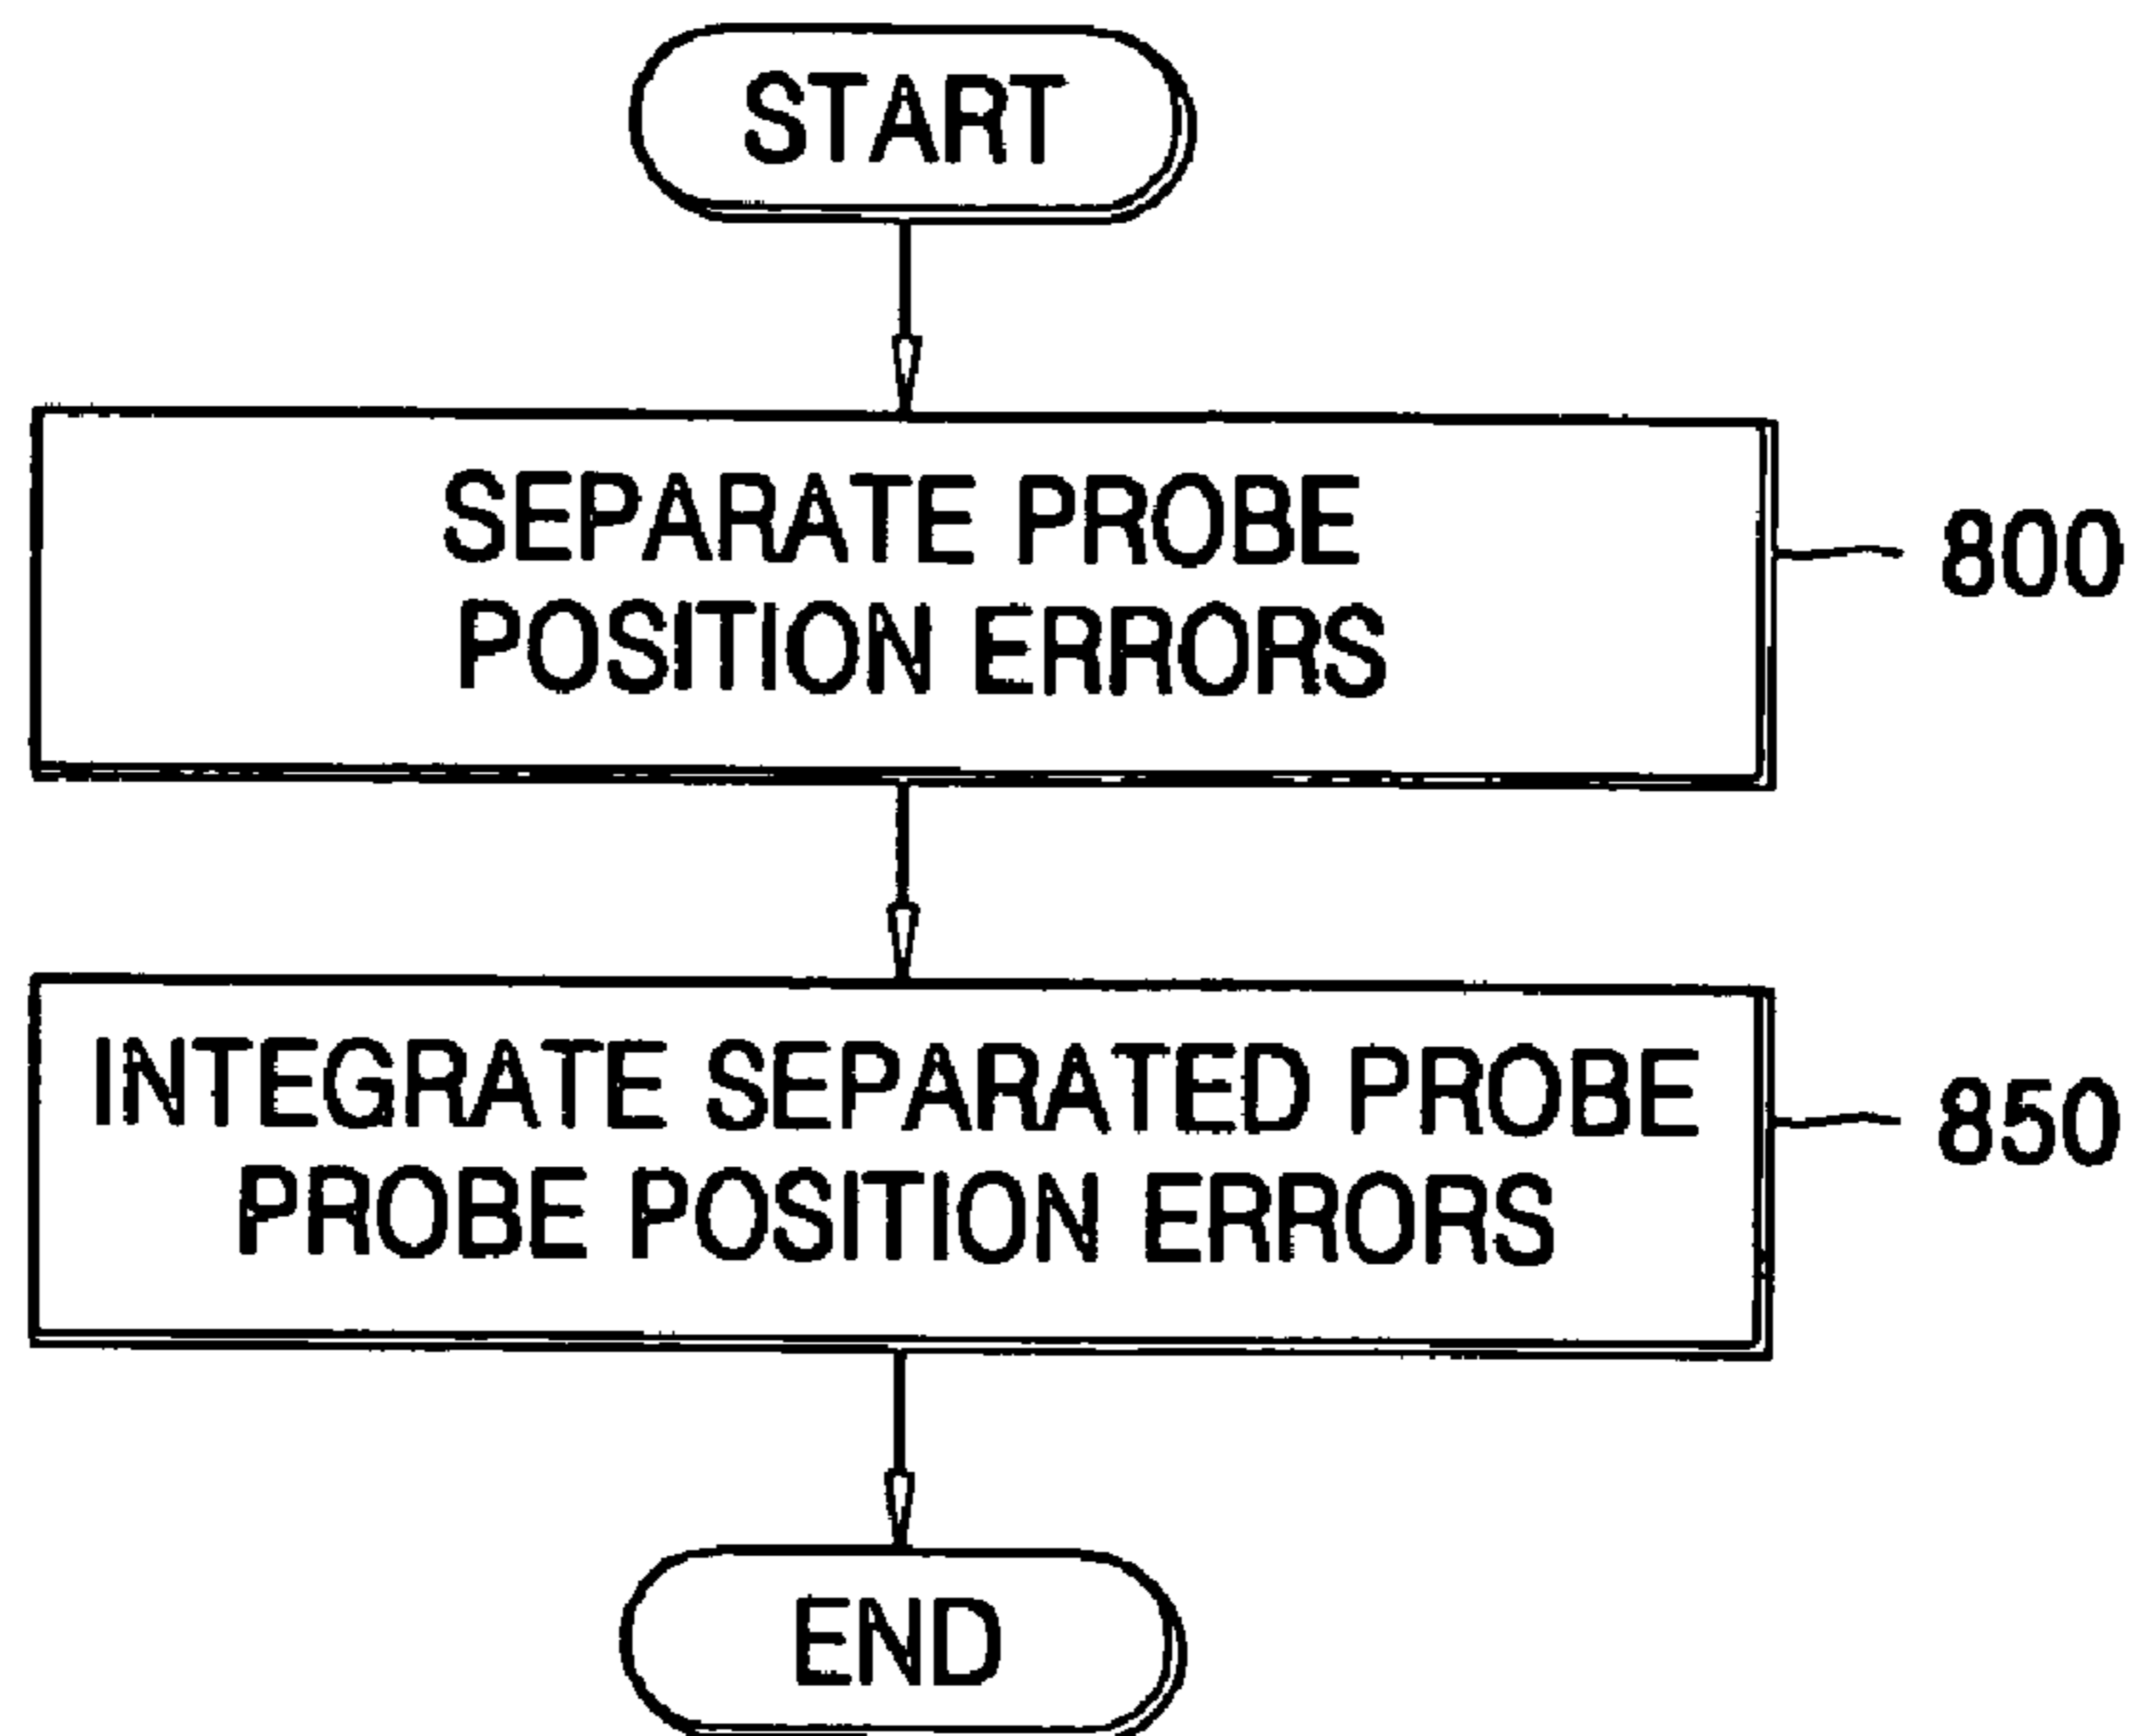 START
SEPARATE PROBE
POSITION ERRORS
800
INTEGRATE SEPARATED PROBE
PROBE POSITION ERRORS
850
END